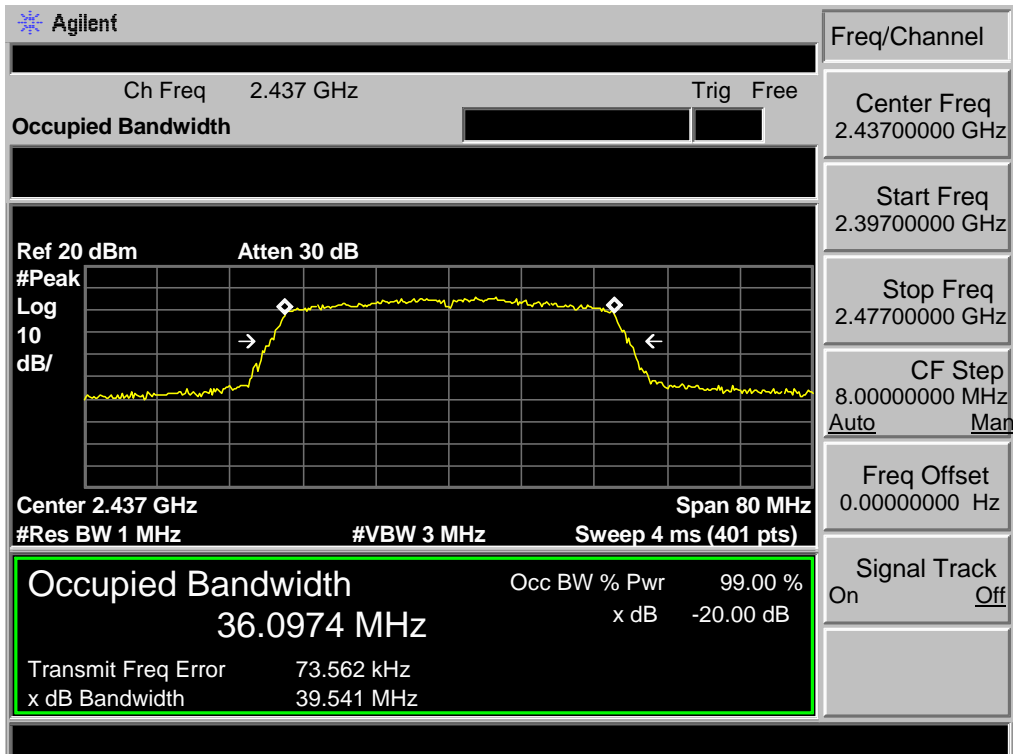 Agilent
Freq/Channel
Ch Freq 2.437 GHz Trig Free
Occupied Bandwidth
Center Freq
2.43700000 GHz
Start Freq
2.39700000 GHz
Stop Freq
2.47700000 GHz
CF Step
8.00000000 MHz
Auto Man
Freq Offset
0.00000000 Hz
Signal Track
On Off
Ref 20 dBm Atten 30 dB
#Peak
Log
10
dB/
Center 2.437 GHz Span 80 MHz
#Res BW 1 MHz #VBW 3 MHz Sweep 4 ms (401 pts)
Occupied Bandwidth
36.0974 MHz
Occ BW % Pwr 99.00 %
x dB -20.00 dB
Transmit Freq Error 73.562 kHz
x dB Bandwidth 39.541 MHz